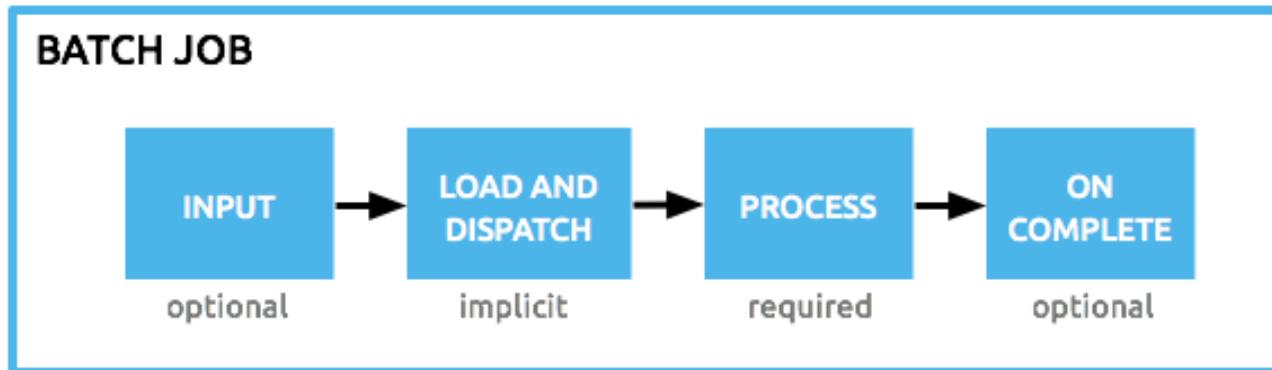 BATCH JOB
INPUT
LOAD AND
DISPATCH
PROCESS
ON
COMPLETE
optional
implicit
required
optional